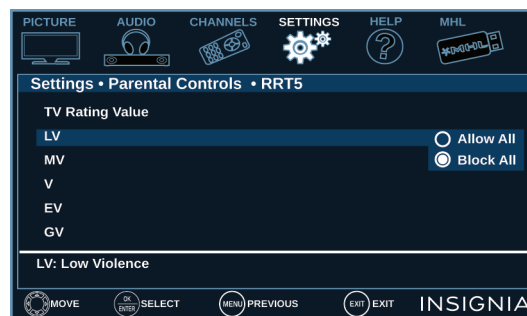 PICTURE AUDIO CHANNELS SETTINGS HELP MHL
MHL
Settings • Parental Controls • RRT5
TV Rating Value
LV
Allow All
MV
Block All
V
EV
GV
LV: Low Violence
MOVE OK ENTER SELECT MENU PREVIOUS EXIT EXIT INSIGNIA